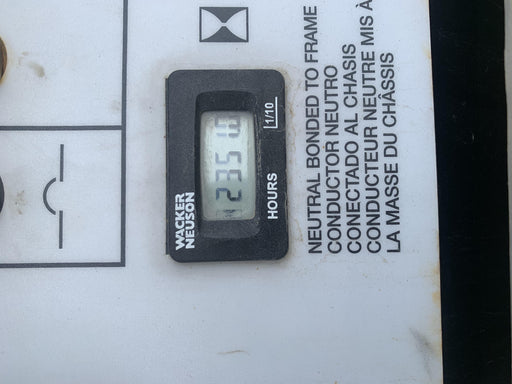 WACKER
NEUSON
HOURS 1/10
NEUTRAL BONDED TO FRAME
CONDUCTOR NEUTRO
CONECTADO AL CHASIS
CONDUCTEUR NEUTRE MIS À
LA MASSE DU CHÂSSIS